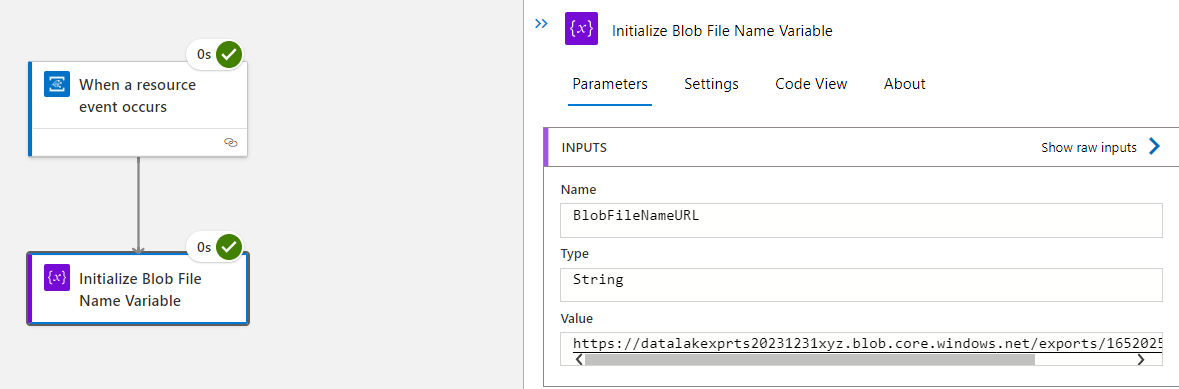 0s
When a resource
event occurs
0s
{x} Initialize Blob File
Name Variable
{x} Initialize Blob File Name Variable
Parameters Settings Code View About
INPUTS Show raw inputs
Name
BlobFileNameURL
Type
String
Value
https://datalakexprts20231231xyz.blob.core.windows.net/exports/1652025